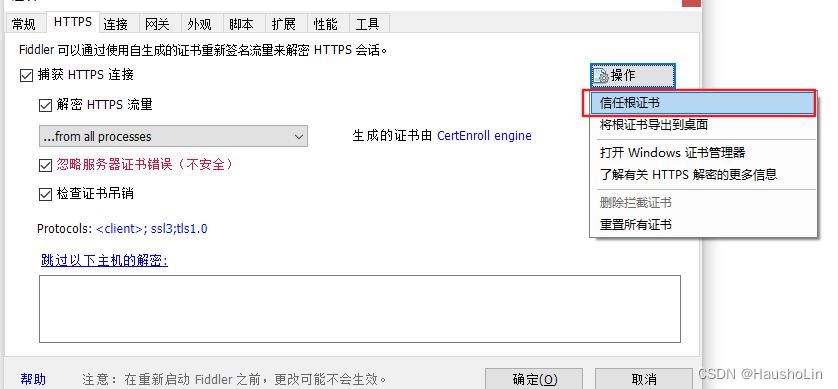 常规 HTTPS 连接 网关 外观 脚本 扩展 性能 工具
Fiddler 可以通过使用自生成的证书重新签名流量来解密 HTTPS 会话。
捕获 HTTPS 连接
操作
信任根证书
将根证书导出到桌面
打开 Windows 证书管理器
了解有关 HTTPS 解密的更多信息
删除拦截证书
重置所有证书
解密 HTTPS 流量
...from all processes
生成的证书由 CertEnroll engine
忽略服务器证书错误（不安全）
检查证书吊销
Protocols: <client>; ssl3;tls1.0
跳过以下主机的解密:
帮助 注意：在重新启动 Fiddler 之前，更改可能不会生效。 确定(O) 取消
CSDN @HaushoLin